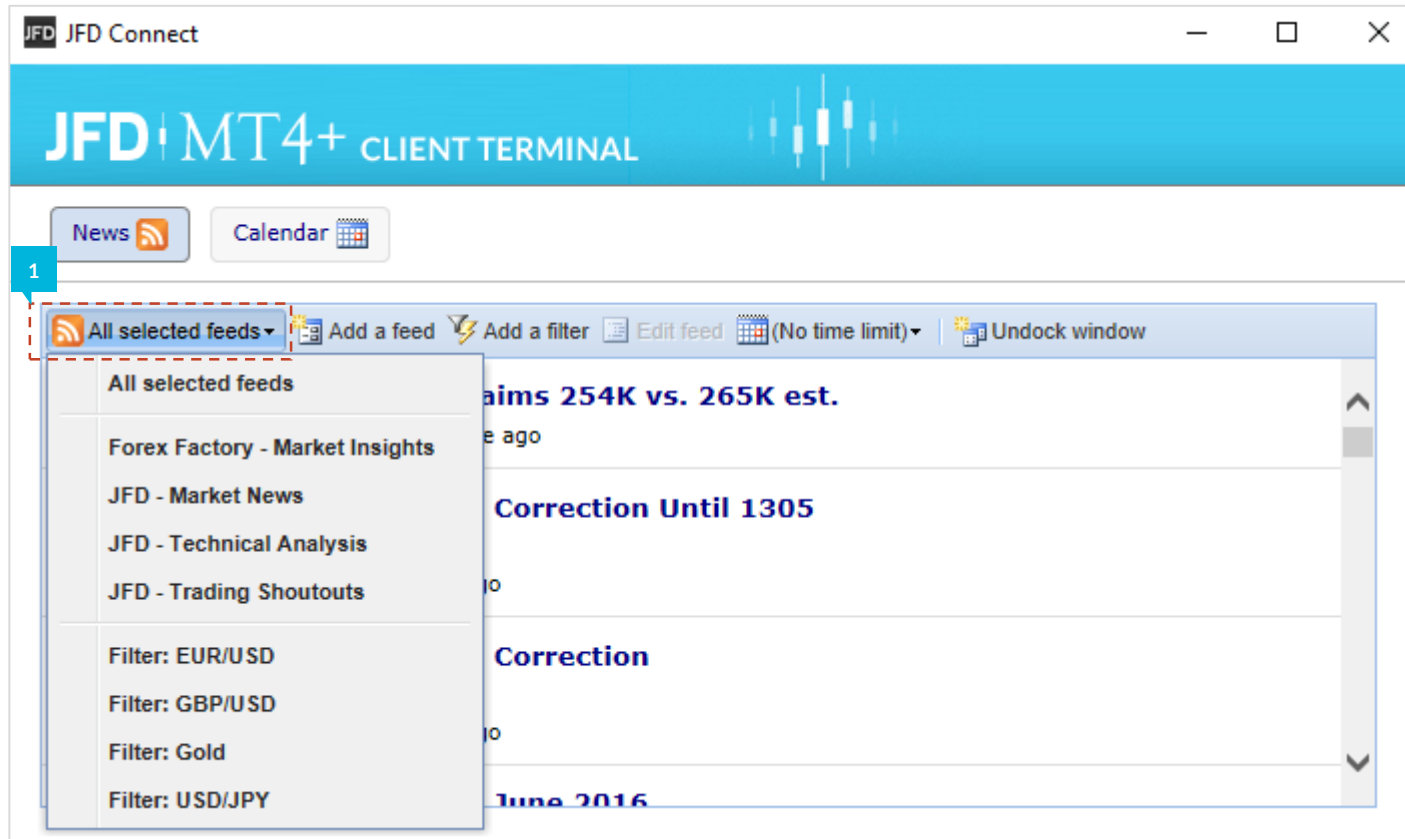 JFD JFD Connect
JFD MT4+ CLIENT TERMINAL
News Calendar
1
All selected feeds Add a feed Add a filter Edit feed (No time limit) Undock window
All selected feeds
aims 254K vs. 265K est.
e ago
Forex Factory - Market Insights
JFD - Market News
Correction Until 1305
JFD - Technical Analysis
JFD - Trading Shoutouts
go
Filter: EUR/USD
Correction
Filter: GBP/USD
go
Filter: Gold
Filter: USD/JPY
June 2016